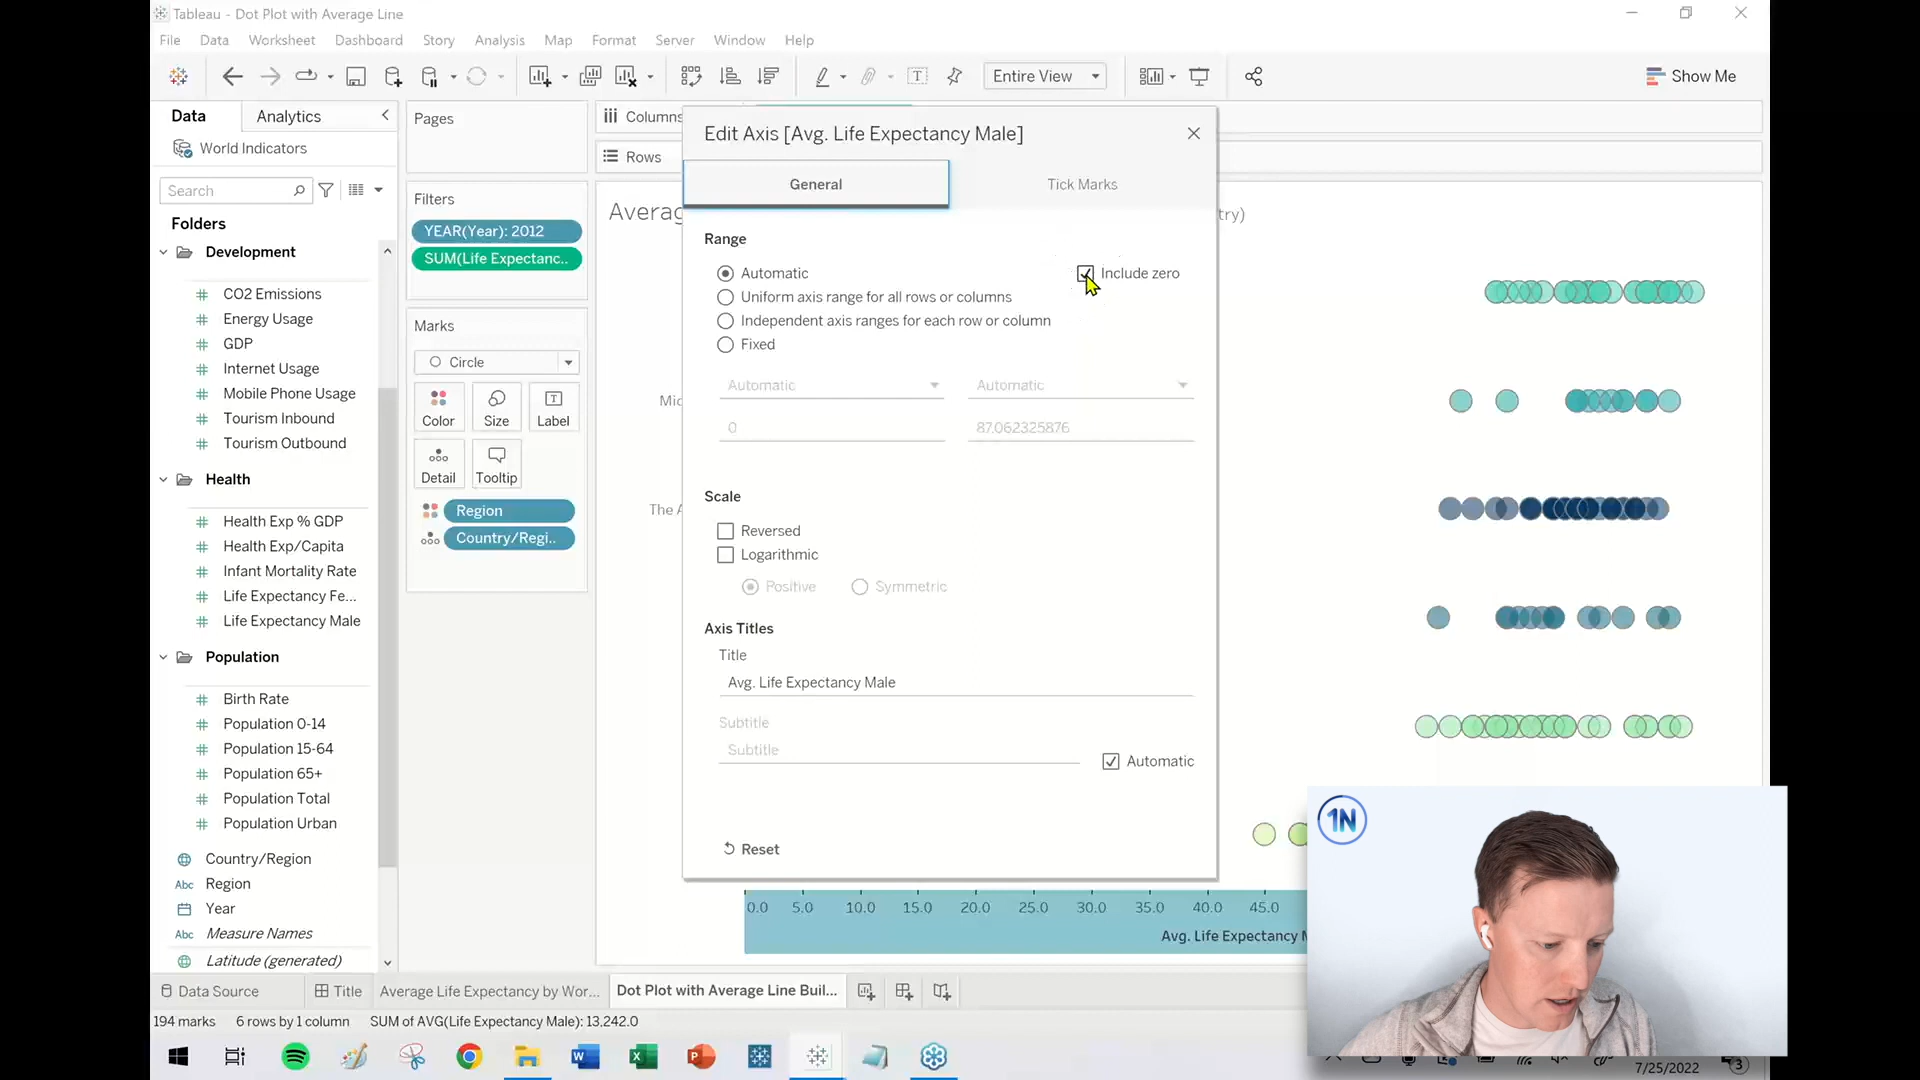 Tableau - Dot Plot with Average Line
File Data Worksheet Dashboard Story Analysis Map Format Server Window Help
Entire View
Show Me
Data Analytics
World Indicators
Search
Folders
Development
CO2 Emissions
Energy Usage
GDP
Internet Usage
Mobile Phone Usage
Tourism Inbound
Tourism Outbound
Health
Health Exp % GDP
Health Exp/Capita
Infant Mortality Rate
Life Expectancy Fe...
Life Expectancy Male
Population
Birth Rate
Population 0-14
Population 15-64
Population 65+
Population Total
Population Urban
Country/Region
Abc Region
Year
Abc Measure Names
Latitude (generated)
Pages
Filters
YEAR(Year): 2012
SUM(Life Expectanc..
Marks
Circle
Color Size Label
Detail Tooltip
Region
Country/Regi..
Columns
Rows
Averag
try)
Mic
The A
Edit Axis [Avg. Life Expectancy Male]
General Tick Marks
Range
Automatic
Include zero
Uniform axis range for all rows or columns
Independent axis ranges for each row or column
Fixed
Automatic Automatic
0 87.062325876
Scale
Reversed
Logarithmic
Positive Symmetric
Axis Titles
Title
Avg. Life Expectancy Male
Subtitle
Subtitle
Automatic
Reset
0.0 5.0 10.0 15.0 20.0 25.0 30.0 35.0 40.0 45.0
Avg. Life Expectancy M
1N
Data Source Title Average Life Expectancy by Wor... Dot Plot with Average Line Buil...
194 marks 6 rows by 1 column SUM of AVG(Life Expectancy Male): 13,242.0
7/25/2022
3